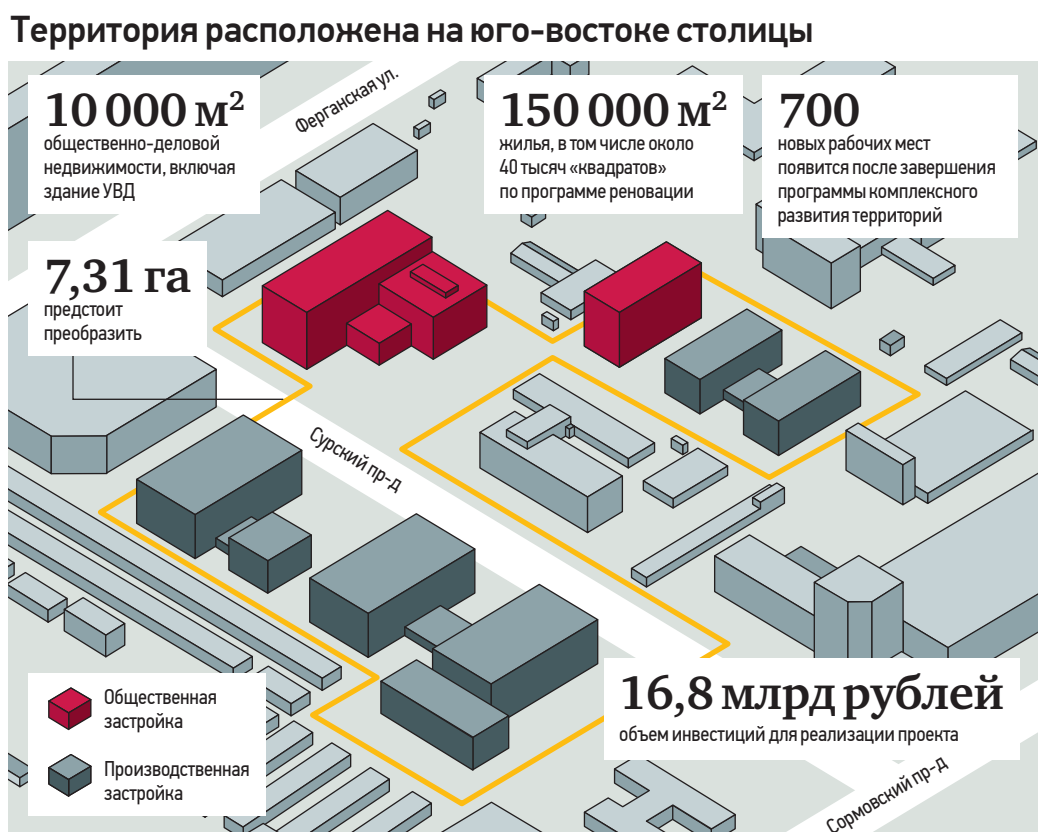 Территория расположена на юго-востоке столицы
10 000 м²
общественно-деловой
недвижимости, включая
здание УВД
Ферганская ул.
150 000 м²
жилья, в том числе около
40 тысяч «квадратов»
по программе реновации
700
новых рабочих мест
появится после завершения
программы комплексного
развития территорий
7,31 га
предстоит
преобразить
Сурский пр-д
Общественная
застройка
Производственная
застройка
16,8 млрд рублей
объем инвестиций для реализации проекта
Сормовский пр-д